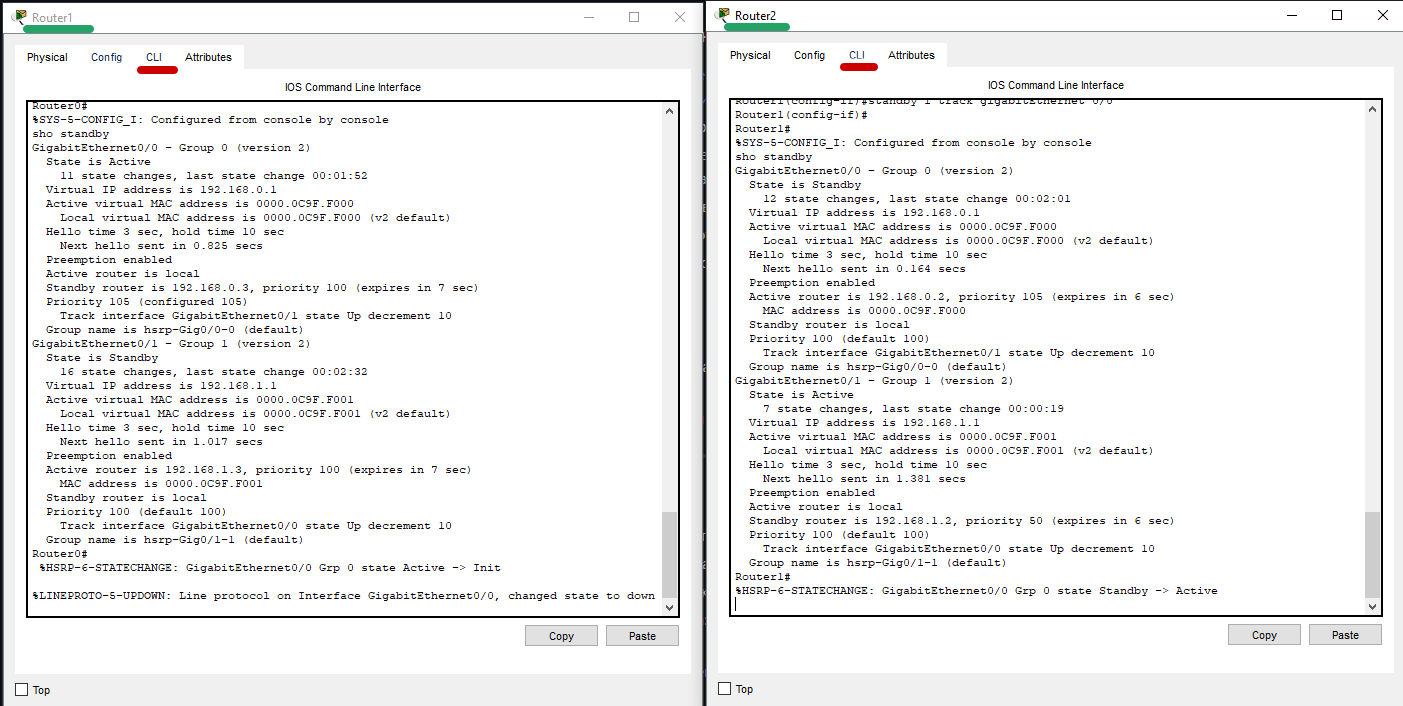 Router1
Physical Config CLI Attributes
IOS Command Line Interface
Router0#
%SYS-5-CONFIG_I: Configured from console by console
sho standby
GigabitEthernet0/0 - Group 0 (version 2)
State is Active
11 state changes, last state change 00:01:52
Virtual IP address is 192.168.0.1
Active virtual MAC address is 0000.0C9F.F000
Local virtual MAC address is 0000.0C9F.F000 (v2 default)
Hello time 3 sec, hold time 10 sec
Next hello sent in 0.825 secs
Preemption enabled
Active router is local
Standby router is 192.168.0.3, priority 100 (expires in 7 sec)
Priority 105 (configured 105)
Track interface GigabitEthernet0/1 state Up decrement 10
Group name is hsrp-Gig0/0-0 (default)
GigabitEthernet0/1 - Group 1 (version 2)
State is Standby
16 state changes, last state change 00:02:32
Virtual IP address is 192.168.1.1
Active virtual MAC address is 0000.0C9F.F001
Local virtual MAC address is 0000.0C9F.F001 (v2 default)
Hello time 3 sec, hold time 10 sec
Next hello sent in 1.017 secs
Preemption enabled
Active router is 192.168.1.3, priority 100 (expires in 7 sec)
MAC address is 0000.0C9F.F001
Standby router is local
Priority 100 (default 100)
Track interface GigabitEthernet0/0 state Up decrement 10
Group name is hsrp-Gig0/1-1 (default)
Router0#
%HSRP-6-STATECHANGE: GigabitEthernet0/0 Grp 0 state Active -> Init
%LINEPROTO-5-UPDOWN: Line protocol on Interface GigabitEthernet0/0, changed state to down
Copy Paste
Top
Router2
Physical Config CLI Attributes
IOS Command Line Interface
Router1(config-if)#standby 1 track gigabitEthernet 0/0
Router1(config-if)#
Router1#
%SYS-5-CONFIG_I: Configured from console by console
sho standby
GigabitEthernet0/0 - Group 0 (version 2)
State is Standby
12 state changes, last state change 00:02:01
Virtual IP address is 192.168.0.1
Active virtual MAC address is 0000.0C9F.F000
Local virtual MAC address is 0000.0C9F.F000 (v2 default)
Hello time 3 sec, hold time 10 sec
Next hello sent in 0.164 secs
Preemption enabled
Active router is 192.168.0.2, priority 105 (expires in 6 sec)
MAC address is 0000.0C9F.F000
Standby router is local
Priority 100 (default 100)
Track interface GigabitEthernet0/1 state Up decrement 10
Group name is hsrp-Gig0/0-0 (default)
GigabitEthernet0/1 - Group 1 (version 2)
State is Active
7 state changes, last state change 00:00:19
Virtual IP address is 192.168.1.1
Active virtual MAC address is 0000.0C9F.F001
Local virtual MAC address is 0000.0C9F.F001 (v2 default)
Hello time 3 sec, hold time 10 sec
Next hello sent in 1.381 secs
Preemption enabled
Active router is local
Standby router is 192.168.1.2, priority 50 (expires in 6 sec)
Priority 100 (default 100)
Track interface GigabitEthernet0/0 state Up decrement 10
Group name is hsrp-Gig0/1-1 (default)
Router1#
%HSRP-6-STATECHANGE: GigabitEthernet0/0 Grp 0 state Standby -> Active
Copy Paste
Top